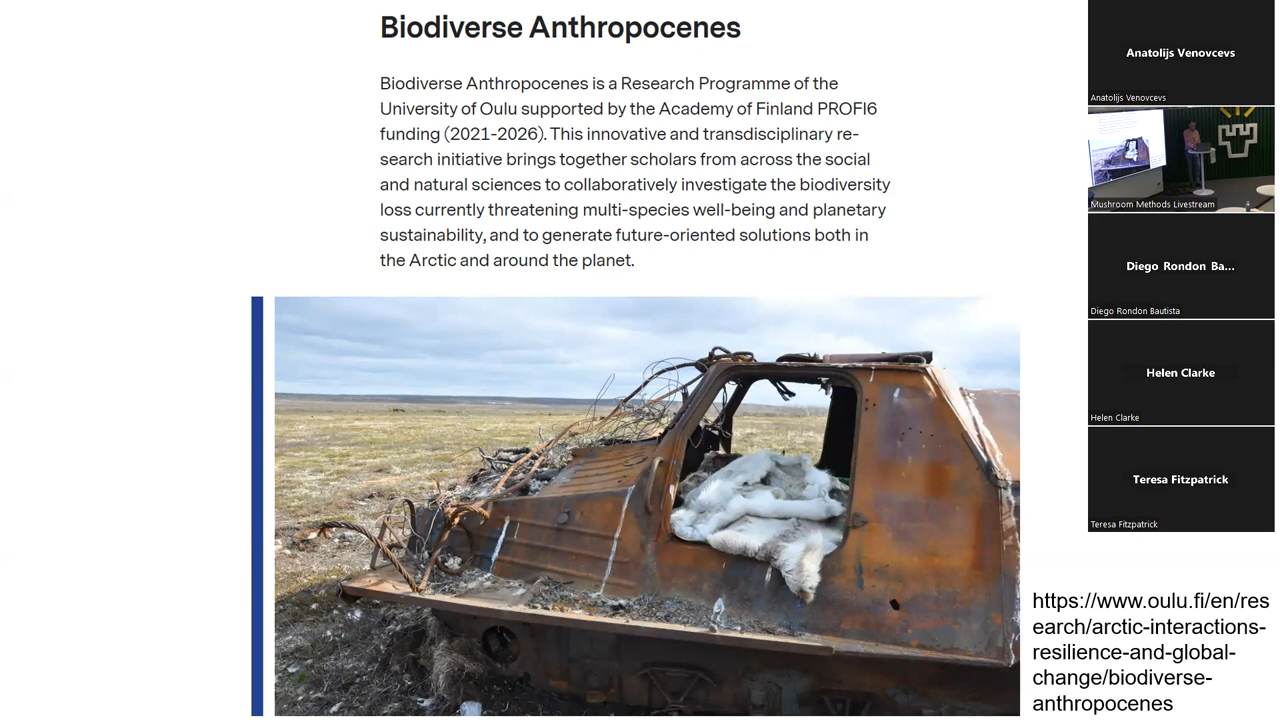 Biodiverse Anthropocenes
Biodiverse Anthropocenes is a Research Programme of the
University of Oulu supported by the Academy of Finland PROFI6
funding (2021-2026). This innovative and transdisciplinary re-
search initiative brings together scholars from across the social
and natural sciences to collaboratively investigate the biodiversity
loss currently threatening multi-species well-being and planetary
sustainability, and to generate future-oriented solutions both in
the Arctic and around the planet.
Anatolijs Venovcevs
Anatolijs Venovcevs
Mushroom Methods Livestream
Diego Rondon Ba...
Diego Rondon Bautista
Helen Clarke
Helen Clarke
Teresa Fitzpatrick
Teresa Fitzpatrick
https://www.oulu.fi/en/res
earch/arctic-interactions-
resilience-and-global-
change/biodiverse-
anthropocenes